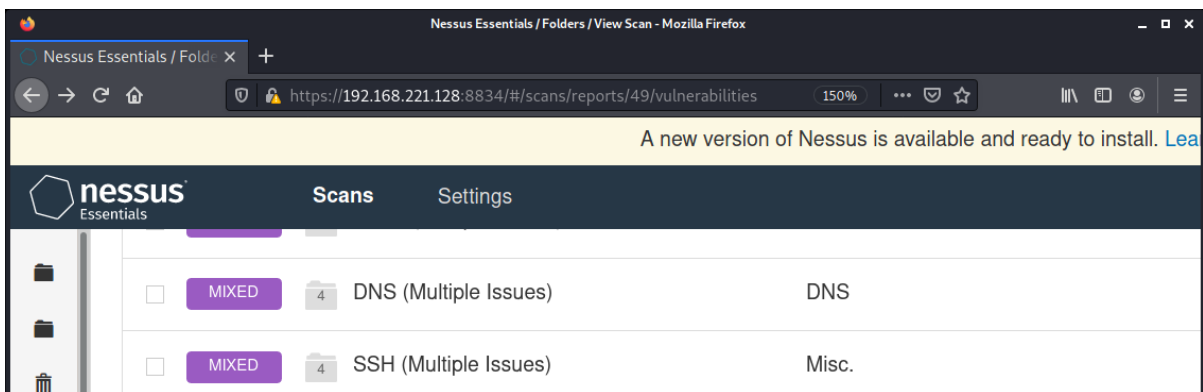 Nessus Essentials / Folders / View Scan - Mozilla Firefox
Nessus Essentials / Folde
https://192.168.221.128:8834/#/scans/reports/49/vulnerabilities 150%
A new version of Nessus is available and ready to install. Lea
nessus Scans Settings
Essentials
MIXED 4 DNS (Multiple Issues) DNS
MIXED 4 SSH (Multiple Issues) Misc.